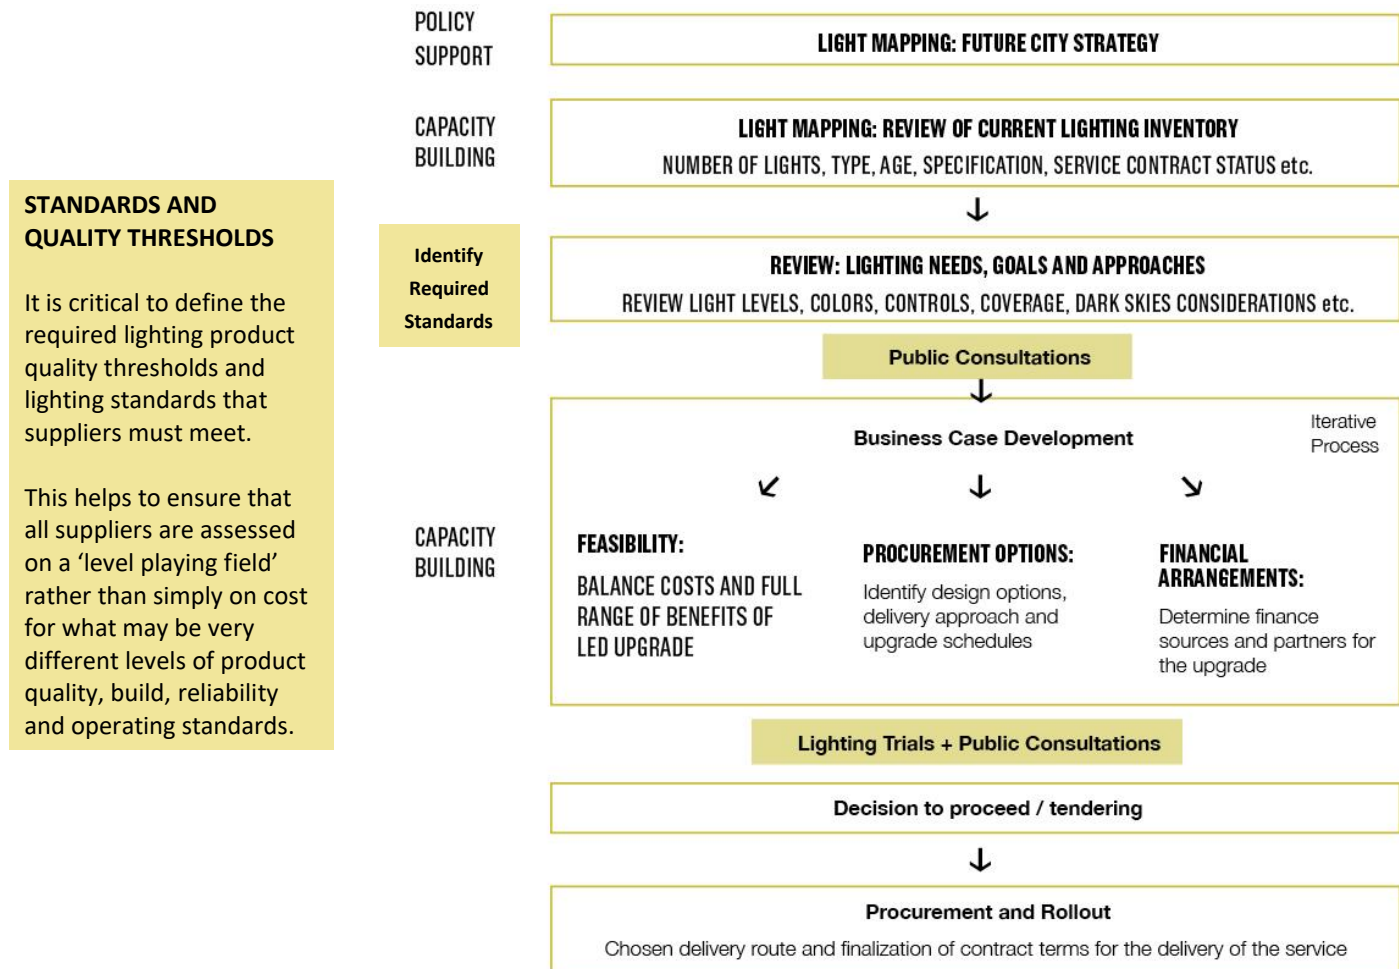 POLICY
SUPPORT
LIGHT MAPPING: FUTURE CITY STRATEGY
CAPACITY
BUILDING
LIGHT MAPPING: REVIEW OF CURRENT LIGHTING INVENTORY
NUMBER OF LIGHTS, TYPE, AGE, SPECIFICATION, SERVICE CONTRACT STATUS etc.
STANDARDS AND
QUALITY THRESHOLDS
It is critical to define the
required lighting product
quality thresholds and
lighting standards that
suppliers must meet.
This helps to ensure that
all suppliers are assessed
on a ‘level playing field’
rather than simply on cost
for what may be very
different levels of product
quality, build, reliability
and operating standards.
Identify
Required
Standards
REVIEW: LIGHTING NEEDS, GOALS AND APPROACHES
REVIEW LIGHT LEVELS, COLORS, CONTROLS, COVERAGE, DARK SKIES CONSIDERATIONS etc.
Public Consultations
Business Case Development
Iterative
Process
CAPACITY
BUILDING
FEASIBILITY:
BALANCE COSTS AND FULL
RANGE OF BENEFITS OF
LED UPGRADE
PROCUREMENT OPTIONS:
Identify design options,
delivery approach and
upgrade schedules
FINANCIAL
ARRANGEMENTS:
Determine finance
sources and partners for
the upgrade
Lighting Trials + Public Consultations
Decision to proceed / tendering
Procurement and Rollout
Chosen delivery route and finalization of contract terms for the delivery of the service